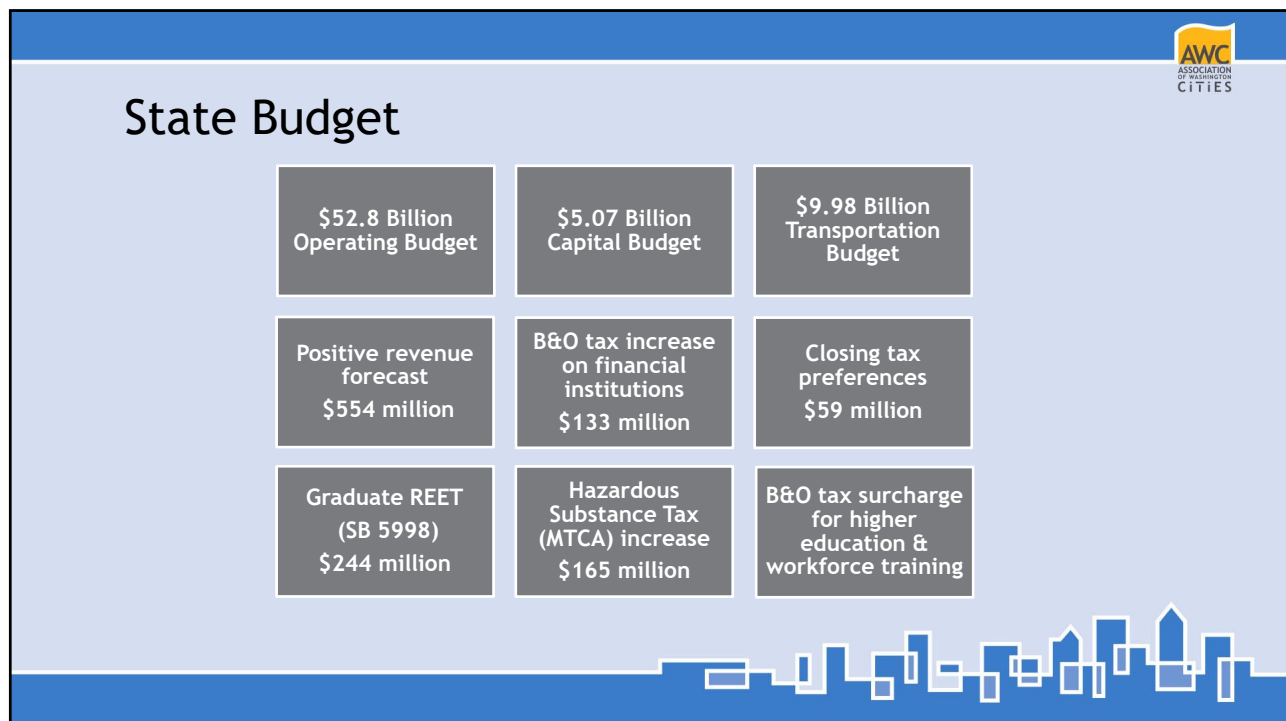 AWC
ASSOCIATION
OF WASHINGTON
CiTiES
State Budget
$52.8 Billion
Operating Budget
$5.07 Billion
Capital Budget
$9.98 Billion
Transportation
Budget
Positive revenue
forecast
$554 million
B&O tax increase
on financial
institutions
$133 million
Closing tax
preferences
$59 million
Graduate REET
(SB 5998)
$244 million
Hazardous
Substance Tax
(MTCA) increase
$165 million
B&O tax surcharge
for higher
education &
workforce training